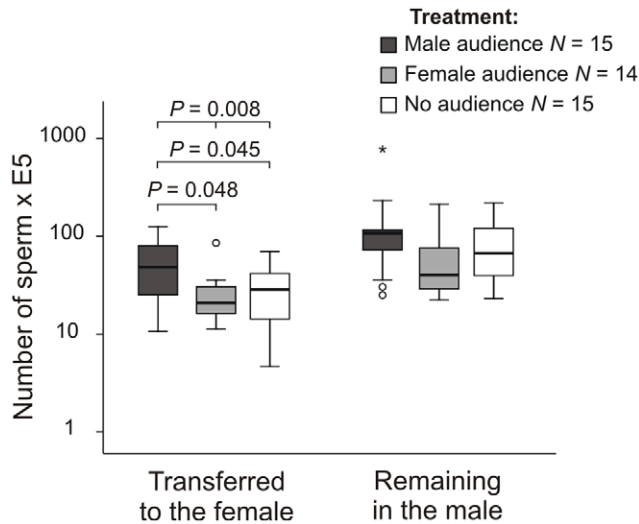 Treatment:
Male audience N = 15
Female audience N = 14
No audience N = 15
Number of sperm x E5
1000
100
10
1
P = 0.008
P = 0.045
P = 0.048
*
Transferred
to the female
Remaining
in the male